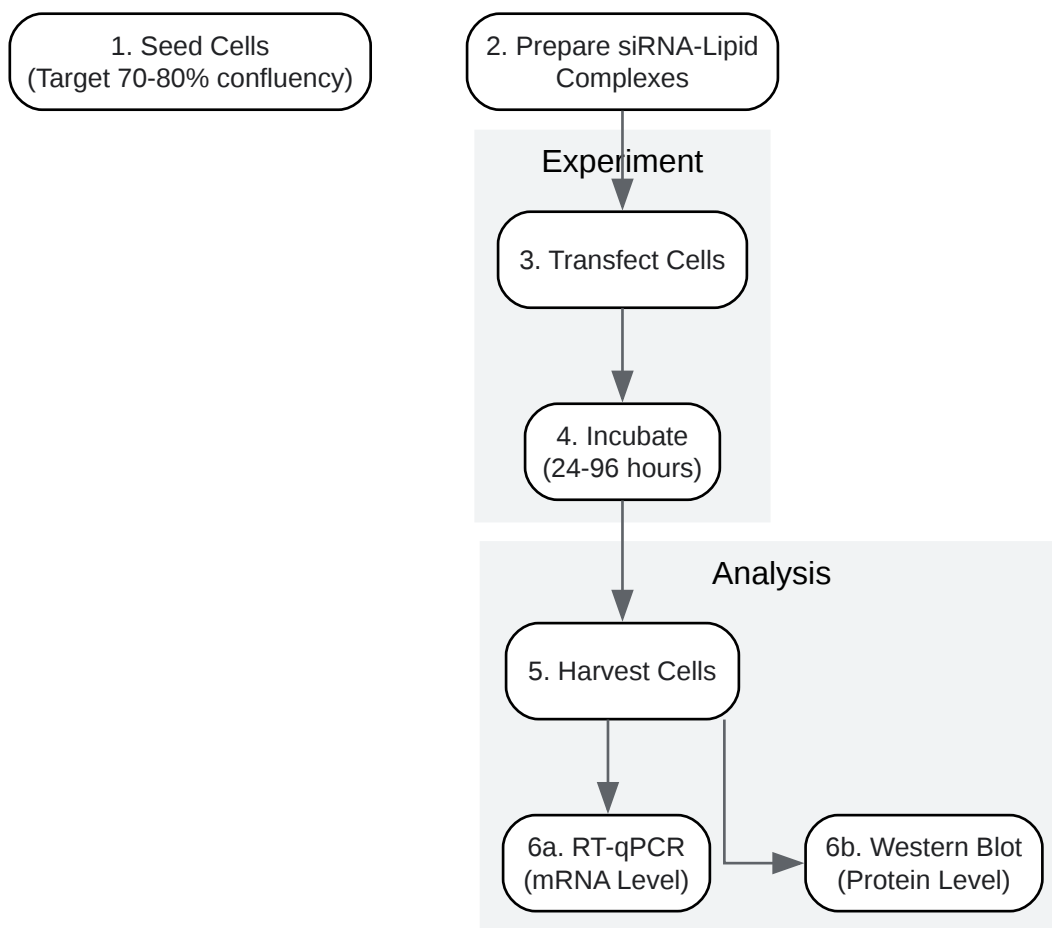 1. Seed Cells
(Target 70-80% confluency)
2. Prepare siRNA-Lipid
Complexes
Experiment
3. Transfect Cells
4. Incubate
(24-96 hours)
Analysis
5. Harvest Cells
6a. RT-qPCR
(mRNA Level)
6b. Western Blot
(Protein Level)